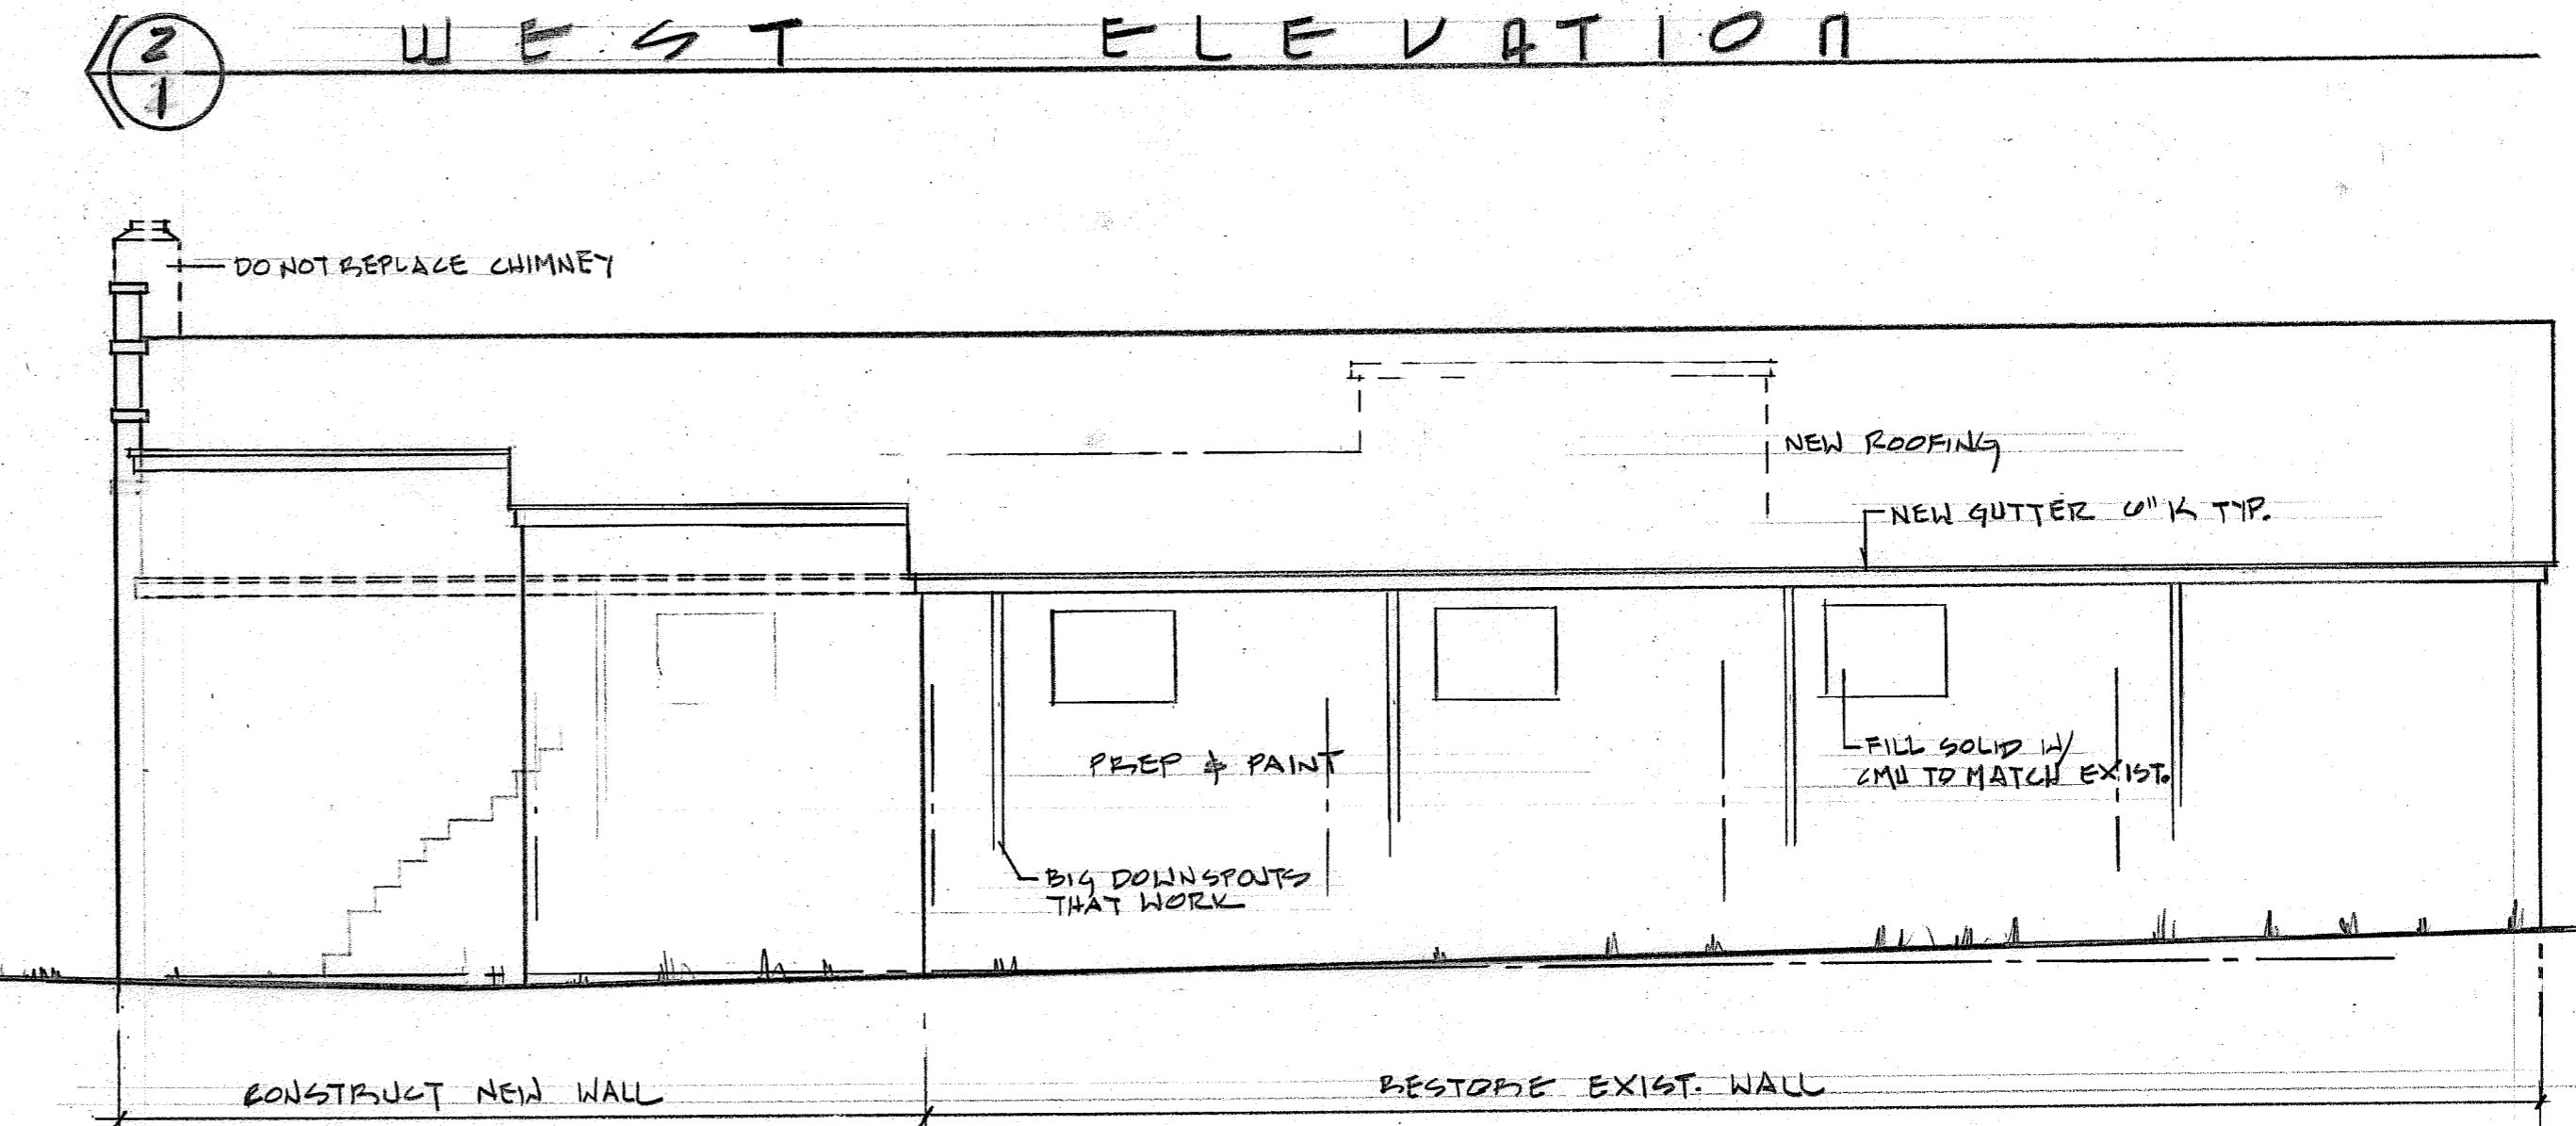 2
1
WEST ELEVATION
DO NOT REPLACE CHIMNEY
NEW ROOFING
NEW GUTTER 6" K TYP.
PREP & PAINT
FILL SOLID W/
CMU TO MATCH EXIST.
BIG DOWNSPOUTS
THAT WORK
CONSTRUCT NEW WALL
RESTORE EXIST. WALL